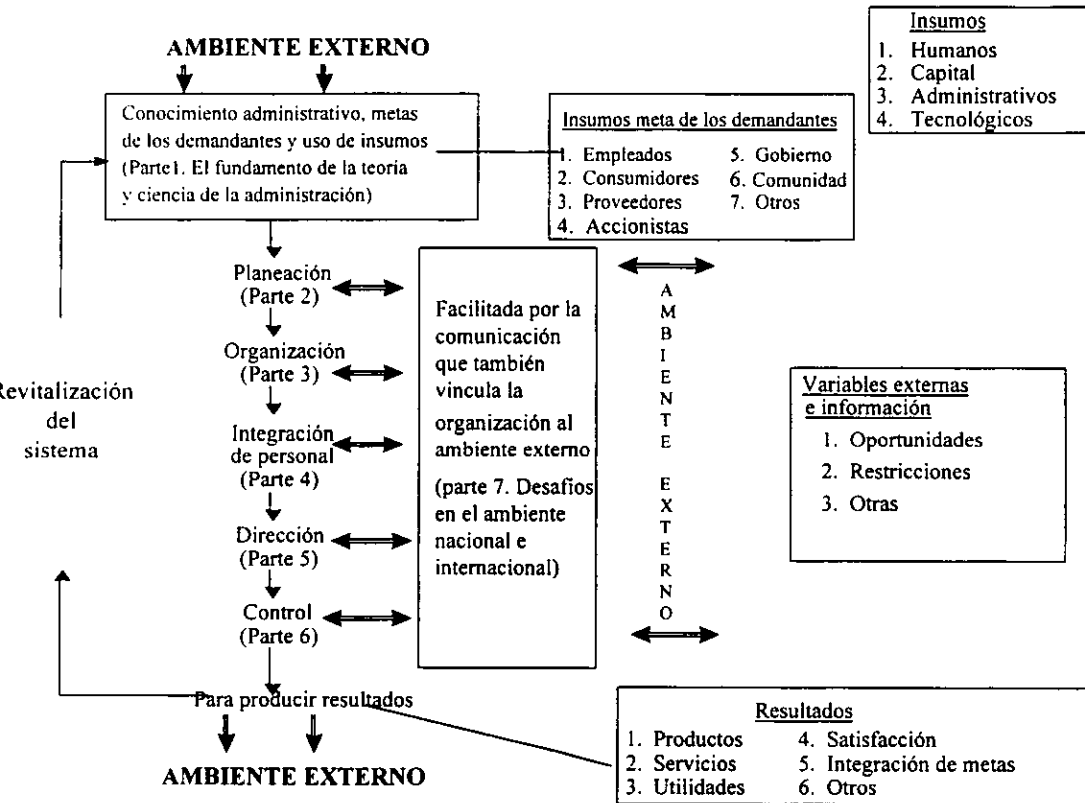 AMBIENTE EXTERNO
Conocimiento administrativo, metas
de los demandantes y uso de insumos
(Parte1. El fundamento de la teoría
y ciencia de la administración)
Insumos meta de los demandantes
1. Empleados
2. Consumidores
3. Proveedores
4. Accionistas
5. Gobierno
6. Comunidad
7. Otros
Insumos
1. Humanos
2. Capital
3. Administrativos
4. Tecnológicos
Planeación
(Parte 2)
Organización
(Parte 3)
Integración
de personal
(Parte 4)
Dirección
(Parte 5)
Control
(Parte 6)
Para producir resultados
AMBIENTE EXTERNO
Revitalización
del
sistema
Facilitada por la
comunicación
que también
vincula la
organización al
ambiente externo
(parte 7. Desafíos
en el ambiente
nacional e
internacional)
AMBIENTE EXTERNO
Variables externas
e información
1. Oportunidades
2. Restricciones
3. Otras
Resultados
1. Productos
2. Servicios
3. Utilidades
4. Satisfacción
5. Integración de metas
6. Otros